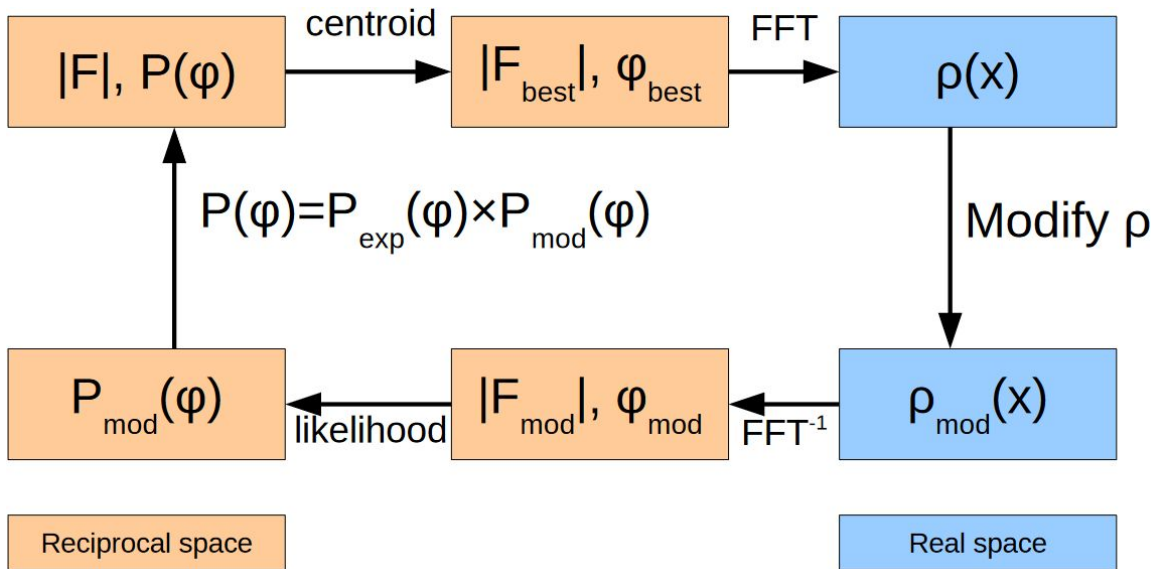 centroid
FFT
|F|, P(φ)
|F_best|, φ_best
ρ(x)
P(φ)=P_exp(φ)×P_mod(φ)
Modify ρ
P_mod(φ)
likelihood
|F_mod|, φ_mod
FFT⁻¹
ρ_mod(x)
Reciprocal space
Real space